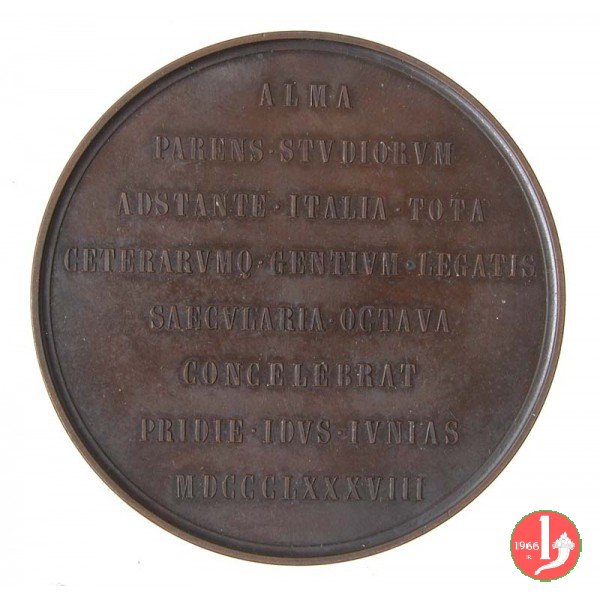 ALMA
PARENS·STVDIORVM
ADSTANTE·ITALIA·TOTA
CETERARVMQ·GENTIVM·LEGATIS
SAECVLARIA·OCTAVA
CONCELEBRAT
PRIDIE·IDVS·IVNIAS
MDCCCLXXXVIII
1966